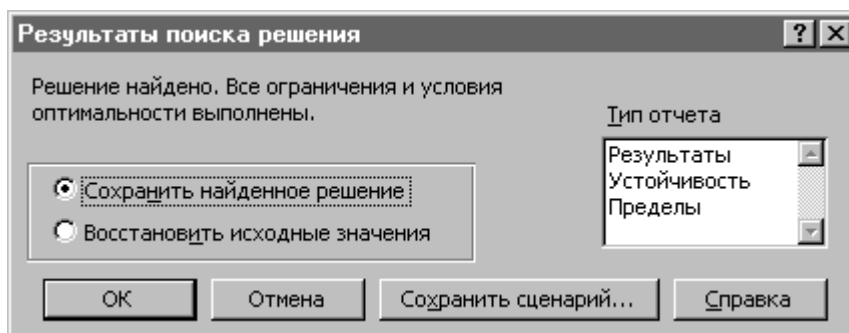 Результаты поиска решения
Решение найдено. Все ограничения и условия
оптимальности выполнены.
Тип отчета
Результаты
Устойчивость
Пределы
Сохранить найденное решение
Восстановить исходные значения
ОК
Отмена
Сохранить сценарий...
Справка